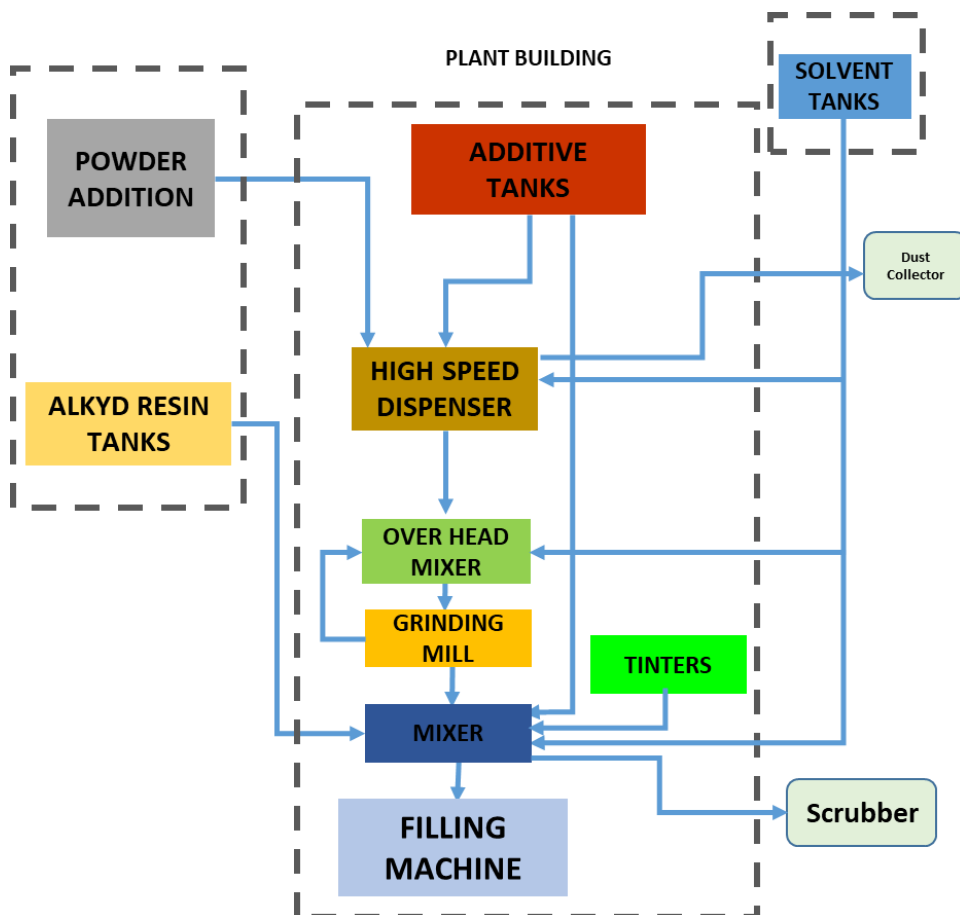 PLANT BUILDING
SOLVENT
TANKS
POWDER
ADDITION
ADDITIVE
TANKS
Dust
Collector
HIGH SPEED
DISPENSER
ALKYD RESIN
TANKS
OVER HEAD
MIXER
GRINDING
MILL
TINTERS
MIXER
FILLING
MACHINE
Scrubber